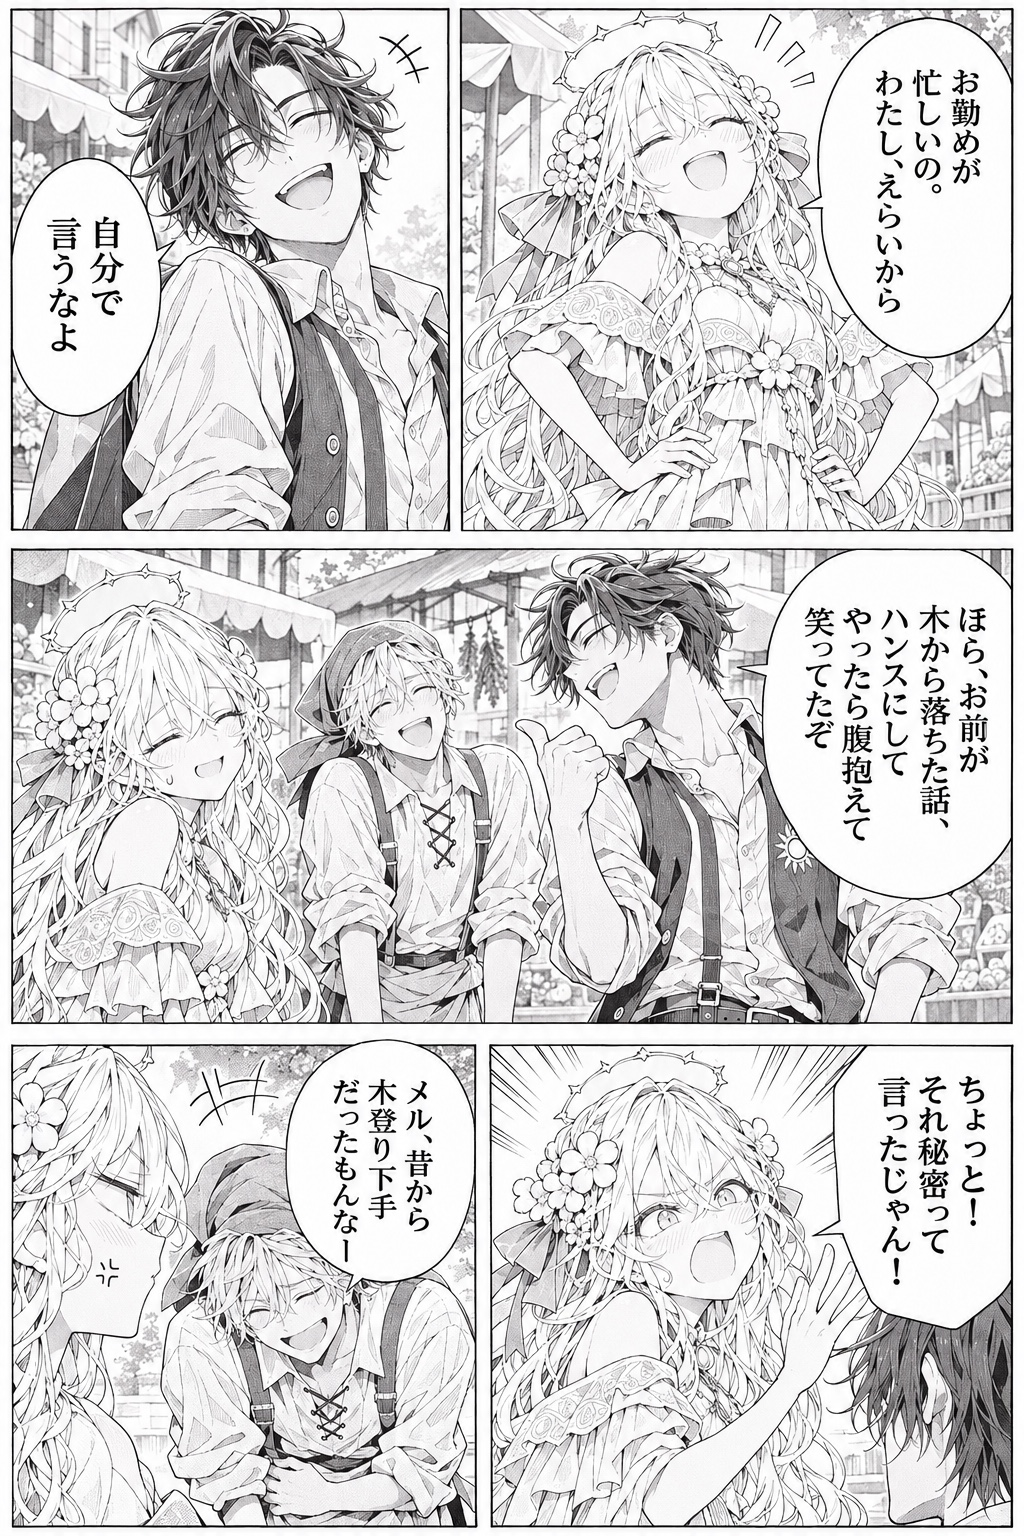 お勤めが
忙しいの。
わたし、えらいから
自分で
言うなよ
ほら、お前が
木から落ちた話、
ハンスにして
やったら腹抱えて
笑ってたぞ
ちょっと！
それ秘密って
言ったじゃん！
メル、昔から
木登り下手
だったもんなー